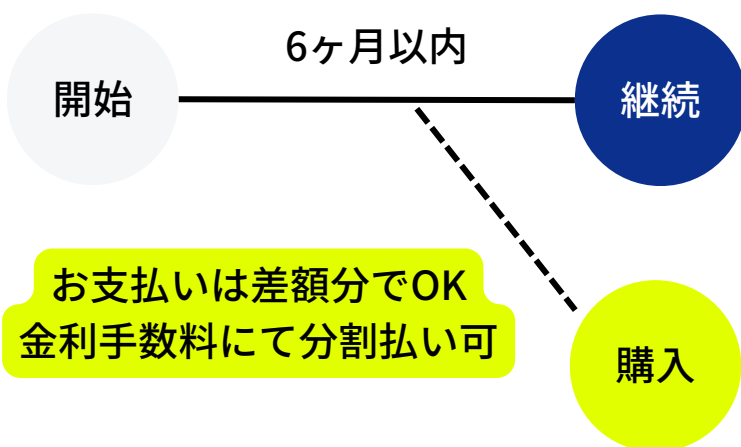 6ヶ月以内
開始
継続
お支払いは差額分でOK
金利手数料にて分割払い可
購入